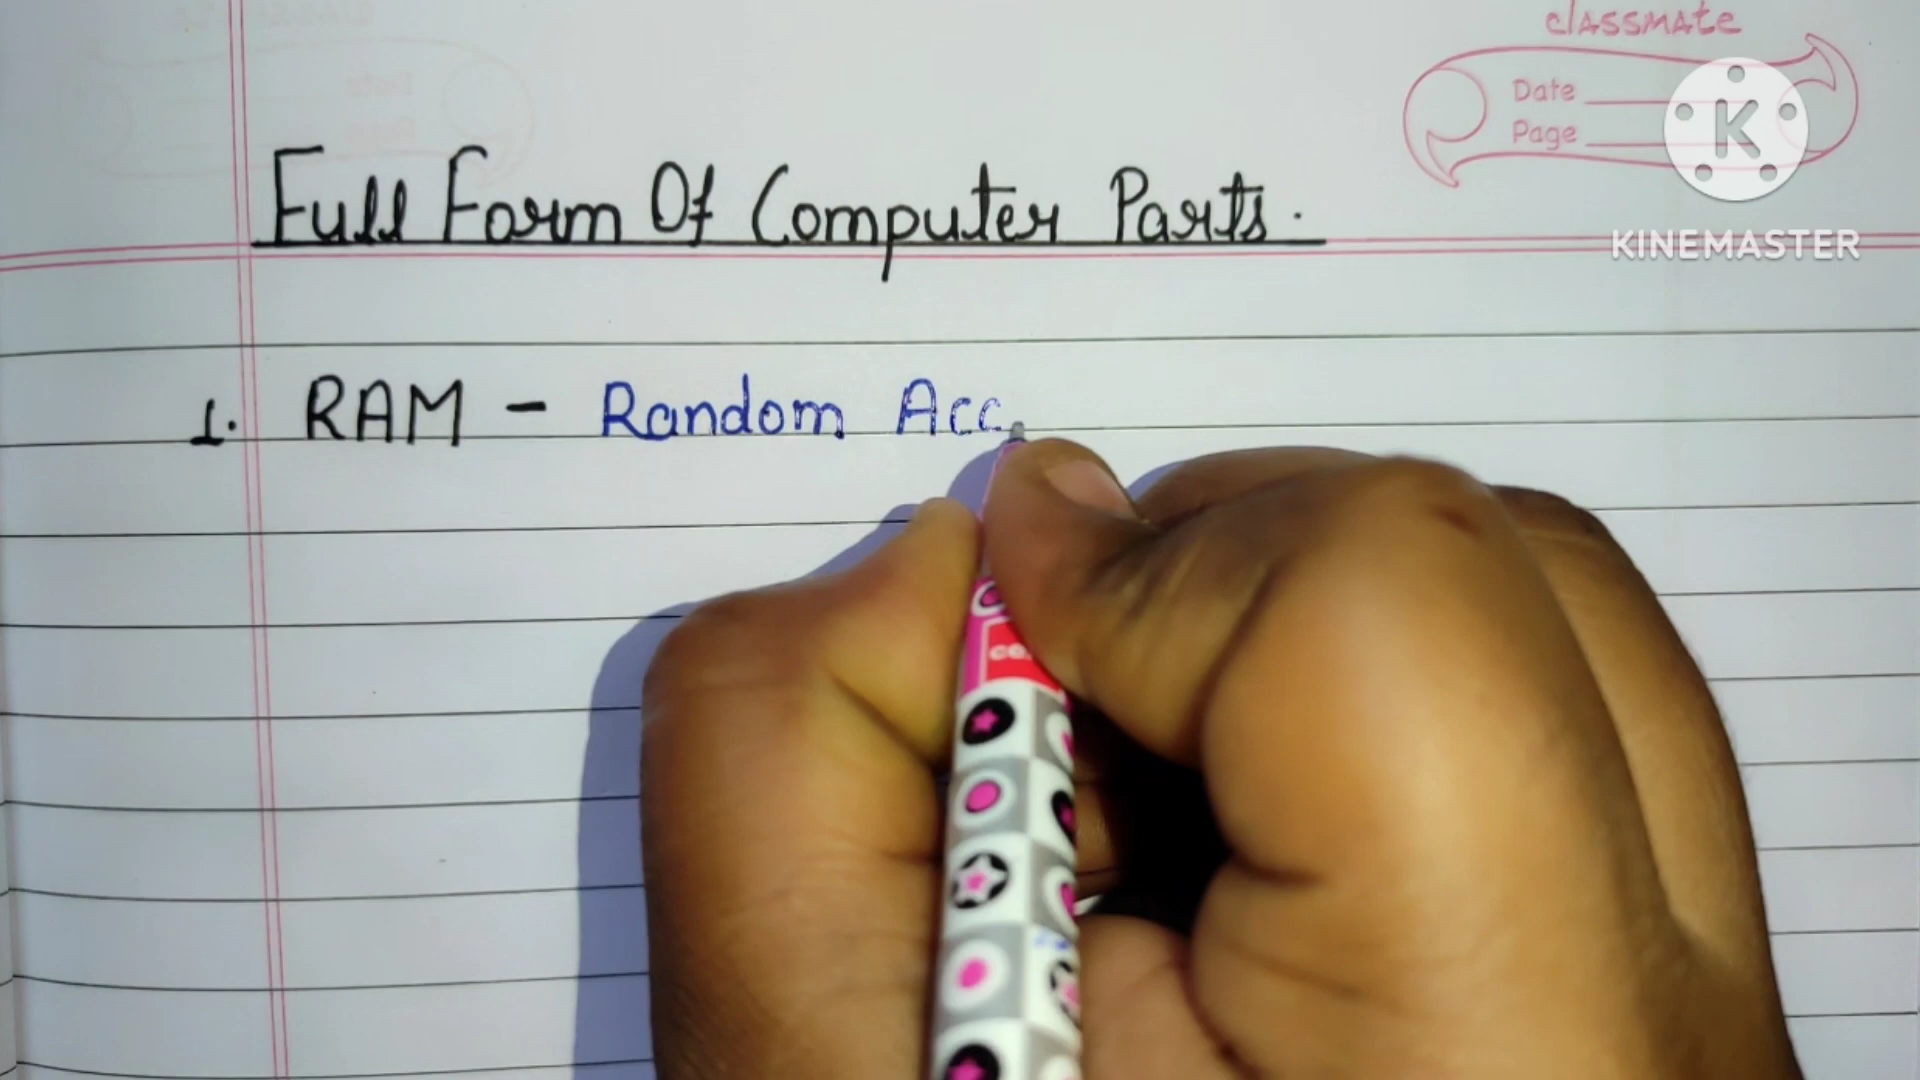 classmate
Date
Page
KINEMASTER
Full Form Of Computer Parts.
1. RAM - Random Acc